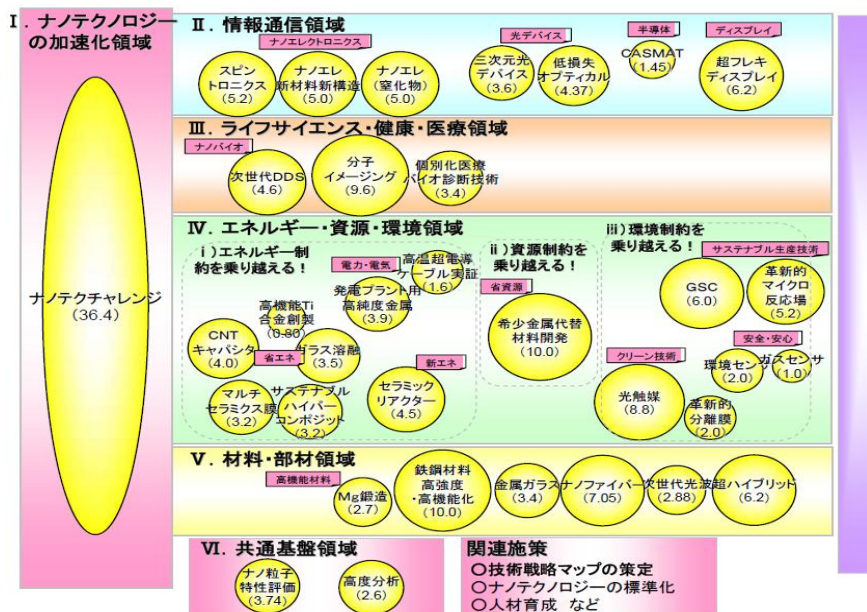 Ⅰ．ナノテクノロジー
の加速化領域
ナノテクチャレンジ
(36.4)
Ⅱ．情報通信領域
ナノエレクトロニクス
スピン
トロニクス
(5.2)
ナノエレ
新材料新構造
(5.0)
ナノエレ
(窒化物)
(5.0)
光デバイス
三次元光
デバイス
(3.6)
低損失
オプティカル
(4.37)
半導体
CASMAT
(1.45)
ディスプレイ
超フレキ
ディスプレイ
(6.2)
Ⅲ．ライフサイエンス・健康・医療領域
ナノバイオ
次世代DDS
(4.6)
分子
イメージング
(9.6)
個別化医療
バイオ診断技術
(3.4)
Ⅳ．エネルギー・資源・環境領域
ⅰ）エネルギー制
約を乗り越える！
電力・電気
高温超電導
ケーブル実証
(1.6)
発電プラント用
高純度金属
(3.9)
高機能Ti
合金創製
(0.80)
CNT
キャパシタ
(4.0)
省エネ
ガラス溶融
(3.5)
マルチ
セラミクス膜
(3.2)
サステナブル
ハイパー
コンポジット
(3.2)
新エネ
セラミック
リアクター
(4.5)
ⅱ）資源制約を
乗り越える！
省資源
希少金属代替
材料開発
(10.0)
ⅲ）環境制約を
乗り越える！
サステナブル生産技術
GSC
(6.0)
革新的
マイクロ
反応場
(5.2)
安全・安心
環境センサ
(2.0)
ガスセンサ
(1.0)
クリーン技術
光触媒
(8.8)
革新的
分離膜
(2.0)
Ⅴ．材料・部材領域
高機能材料
Mg鍛造
(2.7)
鉄鋼材料
高強度
・高機能化
(10.0)
金属ガラス
(3.4)
ナノファイバー
(7.05)
次世代光波
(2.88)
超ハイブリッド
(6.2)
Ⅵ．共通基盤領域
ナノ粒子
特性評価
(3.74)
高度分析
(2.6)
関連施策
○技術戦略マップの策定
○ナノテクノロジーの標準化
○人材育成 など